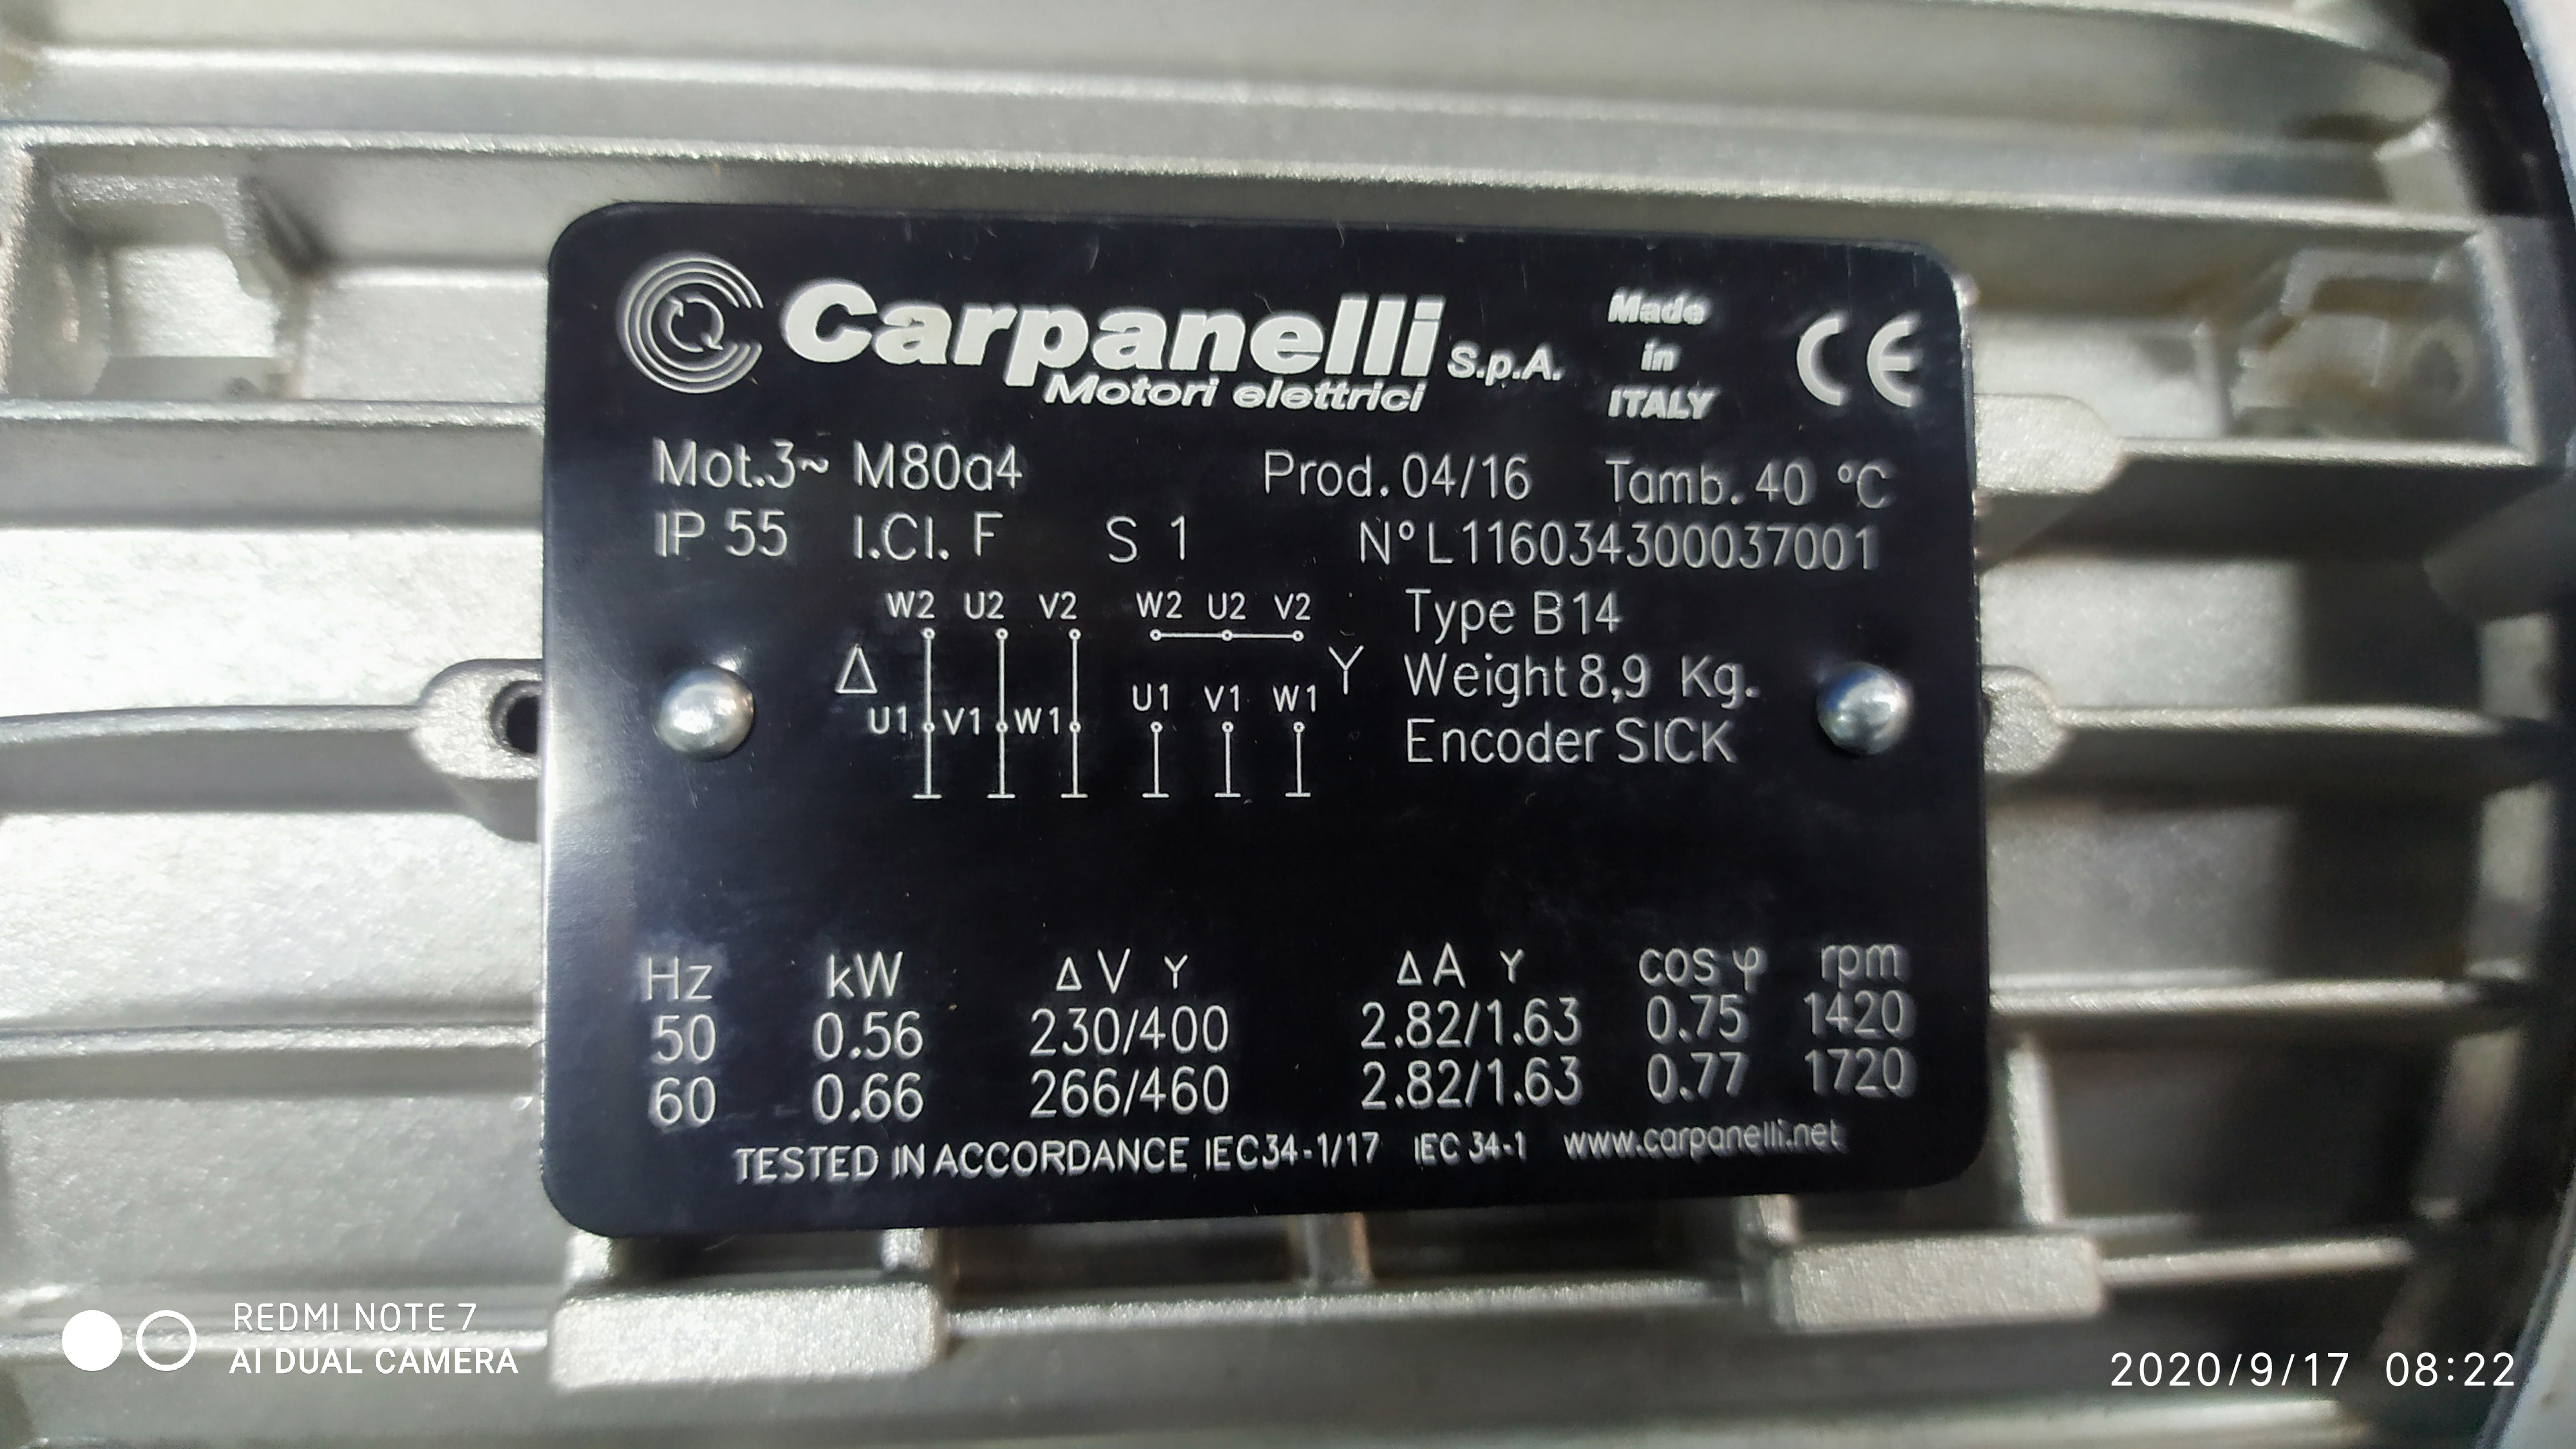 Carpanelli S.p.A.
Motori elettrici
Made
in
ITALY
CE
Mot.3~ M80a4 Prod. 04/16 Tamb. 40 °C
IP 55 I.Cl. F S 1 N°L116034300037001
W2 U2 V2 W2 U2 V2 Type B14
Δ Y Weight 8,9 Kg.
U1 V1 W1 U1 V1 W1 Encoder SICK
Hz kW Δ V Y Δ A Y cos φ rpm
50 0.56 230/400 2.82/1.63 0.75 1420
60 0.66 266/460 2.82/1.63 0.77 1720
TESTED IN ACCORDANCE IEC34-1/17 IEC 34-1 www.carpanelli.net
REDMI NOTE 7
AI DUAL CAMERA
2020/9/17 08:22